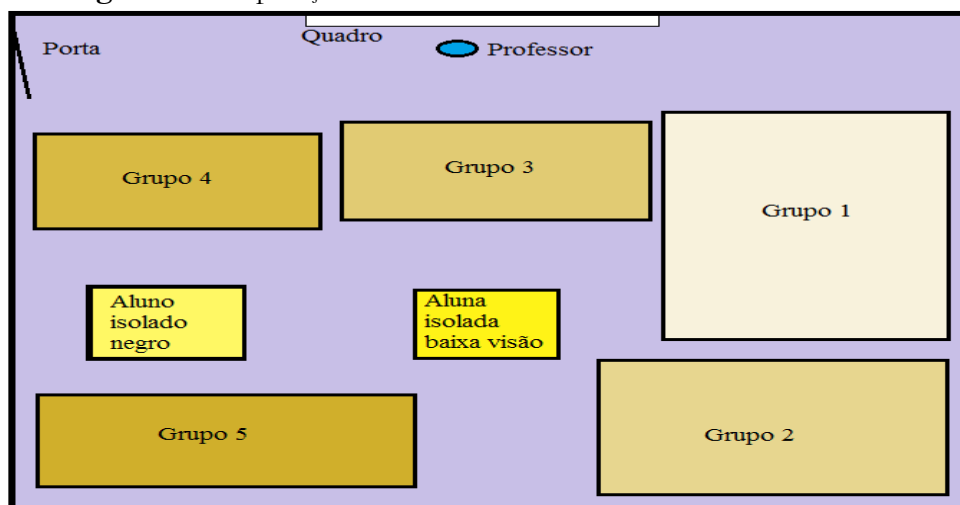 Quadro
Porta
Professor
Grupo 4
Grupo 3
Grupo 1
Aluno
isolado
negro
Aluna
isolada
baixa visão
Grupo 5
Grupo 2